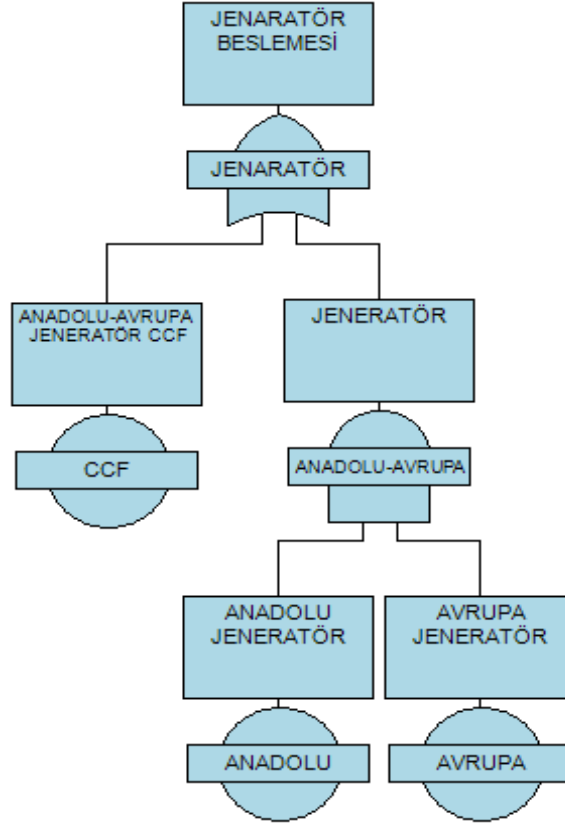 JENARATÖR
BESLEMESİ
JENARATÖR
ANADOLU-AVRUPA
JENERATÖR CCF
JENERATÖR
CCF
ANADOLU-AVRUPA
ANADOLU
JENERATÖR
AVRUPA
JENERATÖR
ANADOLU
AVRUPA